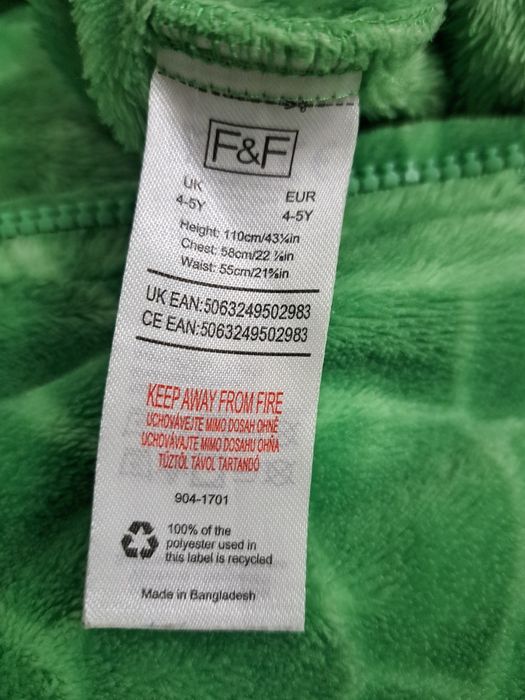 F&F
UK EUR
4-5Y 4-5Y
Height: 110cm/43¼in
Chest: 58cm/22 ⅞in
Waist: 55cm/21⅝in
UK EAN:5063249502983
CE EAN:5063249502983
KEEP AWAY FROM FIRE
UCHOVÁVEJTE MIMO DOSAH OHNĚ
UCHOVÁVAJTE MIMO DOSAHU OHŇA
TŰZTŐL TÁVOL TARTANDÓ
904-1701
100% of the
polyester used in
this label is recycled
Made in Bangladesh